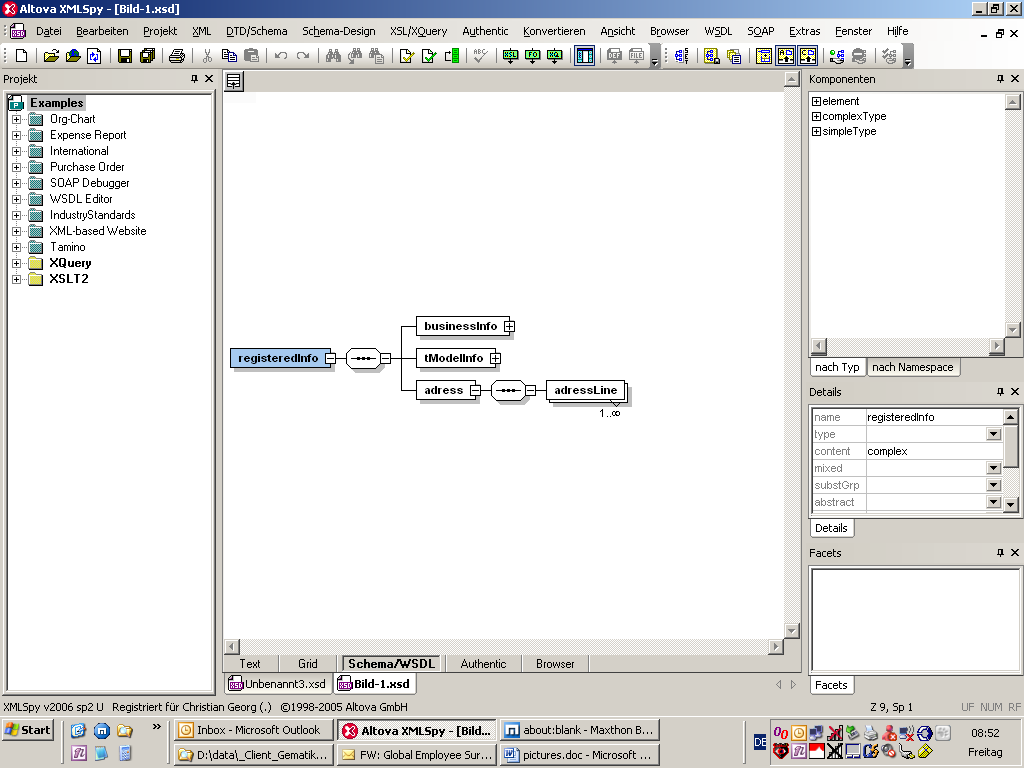 Altova XMLSpy - [Bild-1.xsd]
Datei Bearbeiten Projekt XML DTD/Schema Schema-Design XSL/XQuery Authentic Konvertieren Ansicht Browser WSDL SOAP Extras Fenster Hilfe
Projekt
Examples
Org-Chart
Expense Report
International
Purchase Order
SOAP Debugger
WSDL Editor
IndustryStandards
XML-based Website
Tamino
XQuery
XSLT2
registeredInfo
businessInfo
tModelInfo
adress
adressLine
1..∞
Text Grid Schema/WSDL Authentic Browser
Unbenannt3.xsd Bild-1.xsd
Komponenten
element
complexType
simpleType
nach Typ nach Namespace
Details
name registeredInfo
type
content complex
mixed
substGrp
abstract
Details
Facets
Facets
XMLSpy v2006 sp2 U Registriert für Christian Georg (.) ©1998-2005 Altova GmbH Z 9, Sp 1 UF NUM RF
Start Inbox - Microsoft Outlook Altova XMLSpy - [Bild... about:blank - Maxthon B... DE 08:52
D:\data\_Client_Gematik... FW: Global Employee Sur... pictures.doc - Microsoft ... Freitag